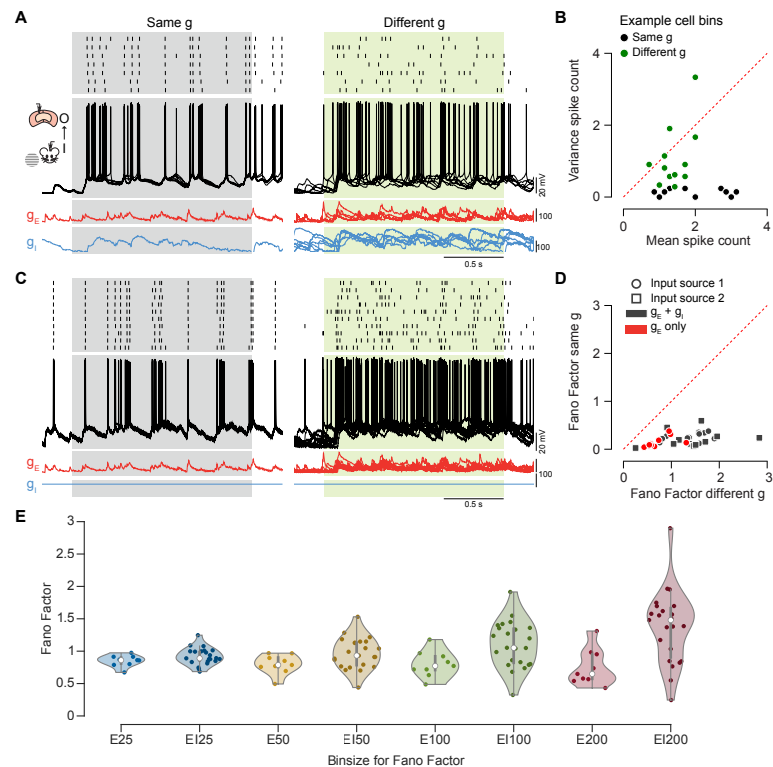 A
Same g
Different g
O
I
20 mV
gE
100
gI
100
0.5 s
B
Example cell bins
Same g
Different g
Variance spike count
4
2
0
0
2
4
Mean spike count
C
20 mV
gE
100
gI
0.5 s
D
Input source 1
Input source 2
gE + gI
gE only
Fano Factor same g
3
2
1
0
0
1
2
3
Fano Factor different g
E
Fano Factor
3
2.5
2
1.5
1
0.5
0
E25
EI25
E50
EI50
E100
EI100
E200
EI200
Binsize for Fano Factor